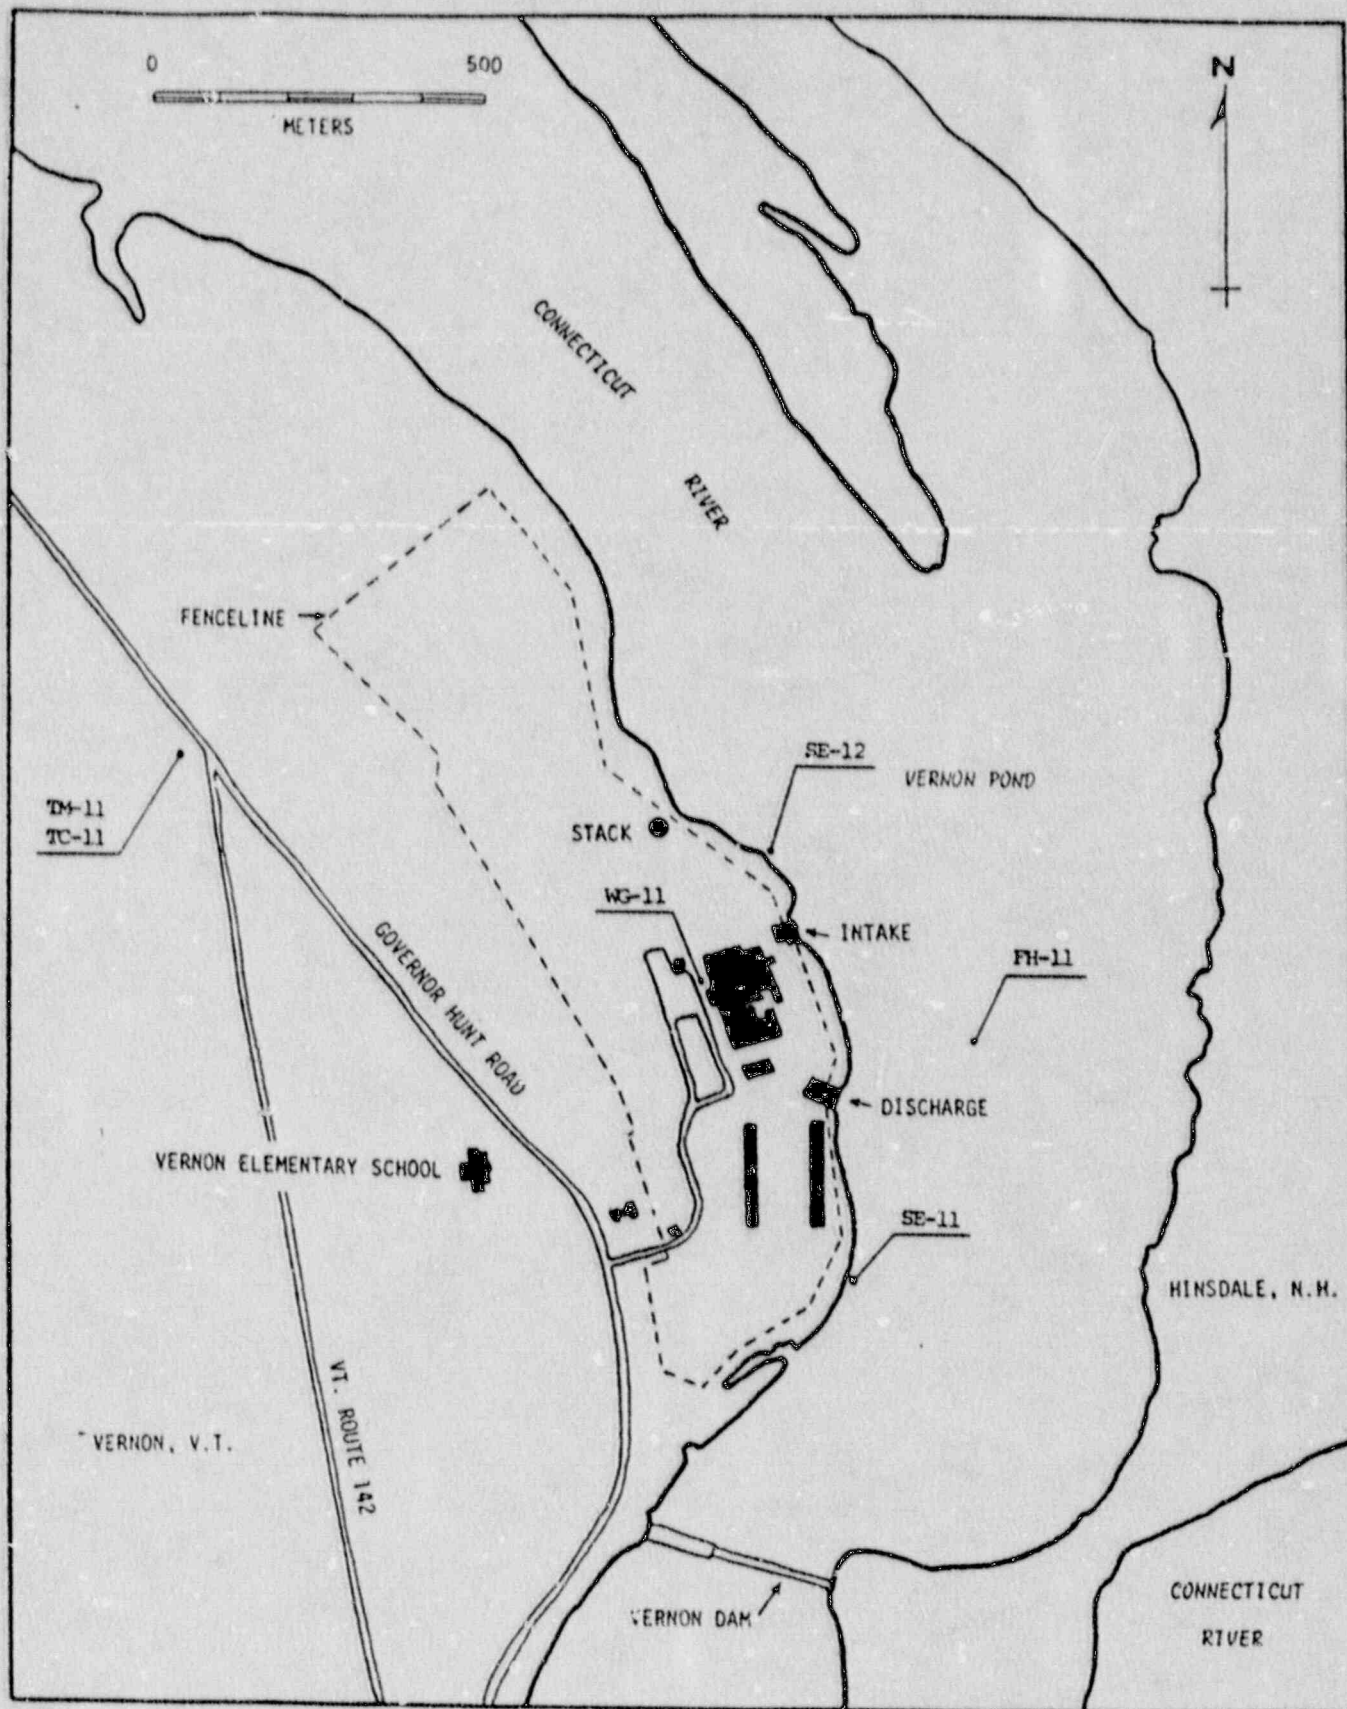 0 500
METERS
N
CONNECTICUT
RIVER
FENCELINE
SE-12
VERNON POND
TM-11
TC-11
STACK
WG-11
INTAKE
FH-11
GOVERNOR HUNT ROAD
DISCHARGE
VERNON ELEMENTARY SCHOOL
SE-11
HINSDALE, N.H.
VT. ROUTE 142
VERNON, V.T.
VERNON DAM
CONNECTICUT
RIVER